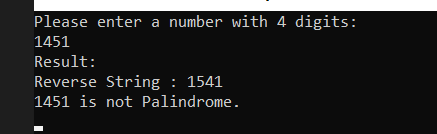 Please enter a number with 4 digits:
1451
Result:
Reverse String : 1541
1451 is not Palindrome.